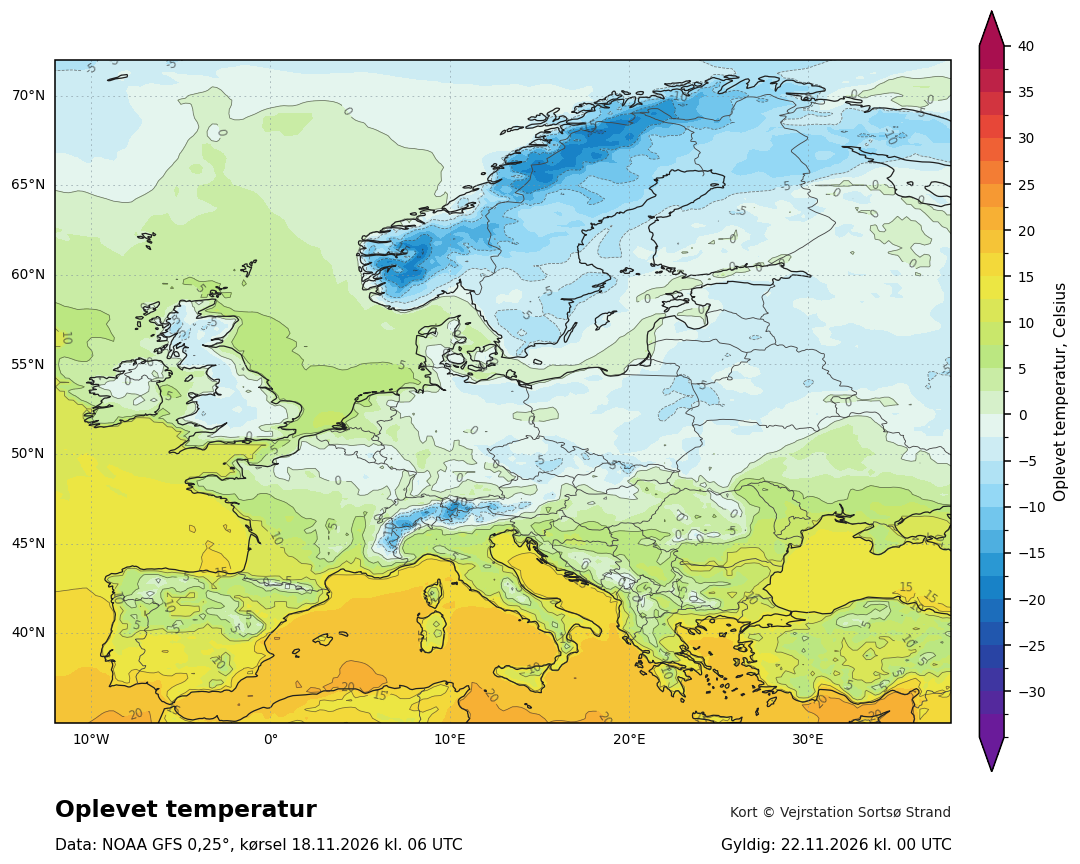 70°N
65°N
60°N
55°N
50°N
45°N
40°N
10°W
0°
10°E
20°E
30°E
40
35
30
25
20
15
10
5
0
−5
−10
−15
−20
−25
−30
Oplevet temperatur, Celsius
Oplevet temperatur
Kort © Vejrstation Sortsø Strand
Data: NOAA GFS 0,25°, kørsel 18.11.2026 kl. 06 UTC
Gyldig: 22.11.2026 kl. 00 UTC